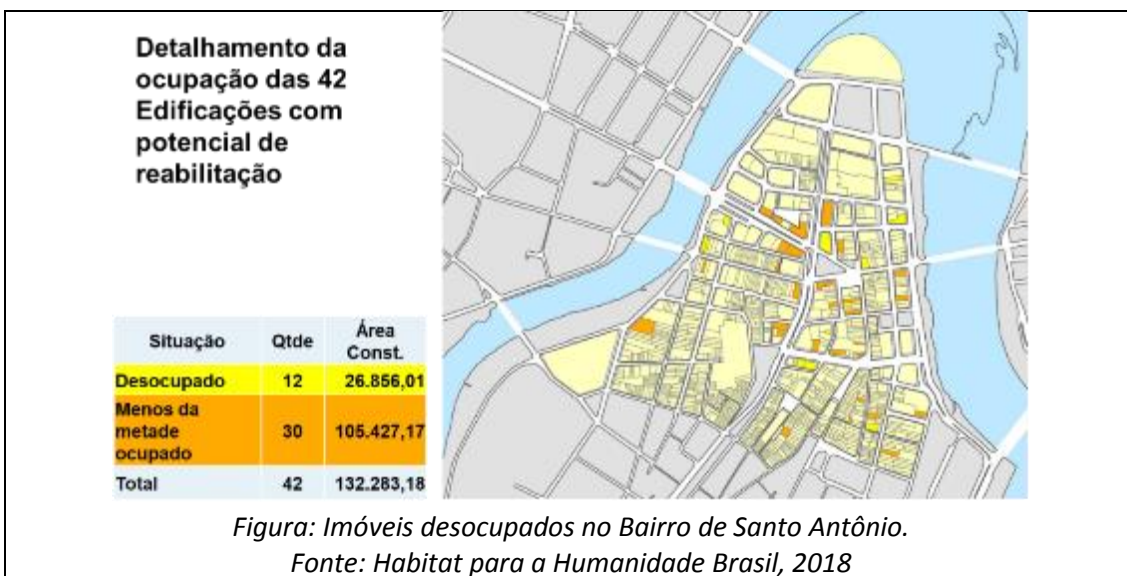 Detalhamento da
ocupação das 42
Edificações com
potencial de
reabilitação
Situação Qtde Área Const.
Desocupado 12 26.856,01
Menos da metade ocupado 30 105.427,17
Total 42 132.283,18
Figura: Imóveis desocupados no Bairro de Santo Antônio.
Fonte: Habitat para a Humanidade Brasil, 2018